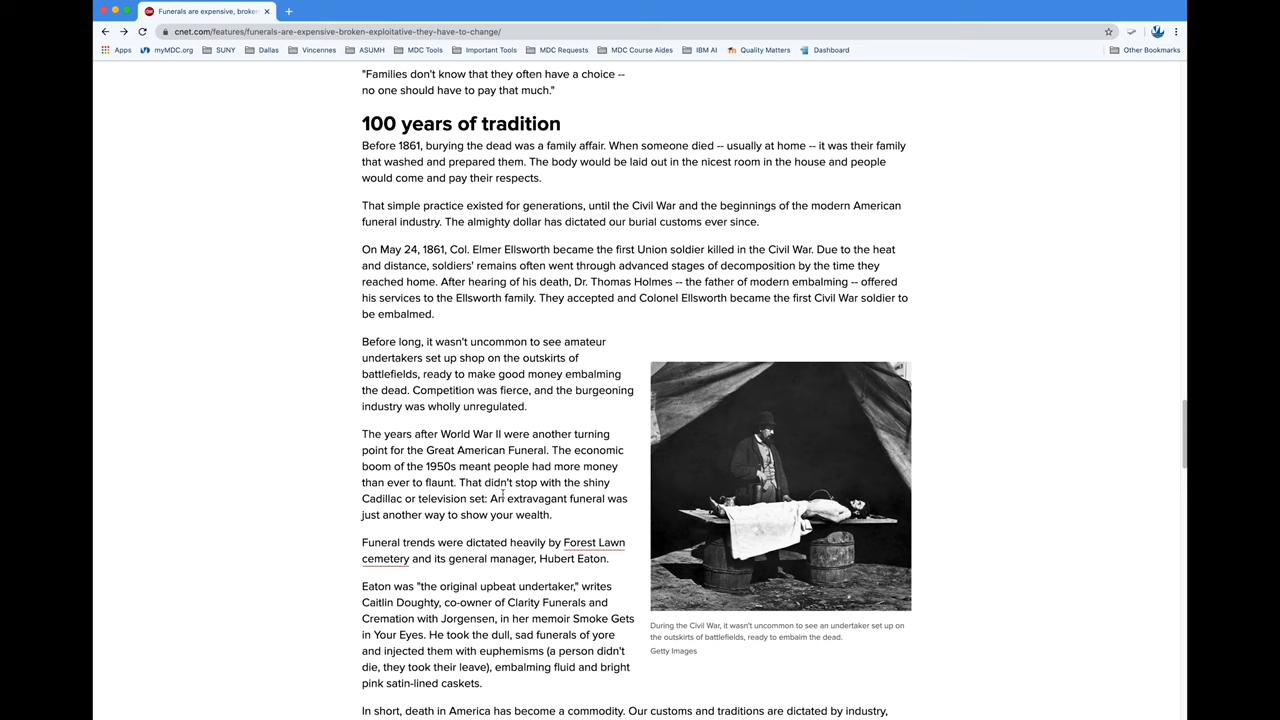 Funerals are expensive, broke
cnet.com/features/funerals-are-expensive-broken-exploitative-they-have-to-change/
Apps myMDC.org SUNY Dallas Vincennes ASUMH MDC Tools Important Tools MDC Requests MDC Course Aides IBM AI Quality Matters Dashboard Other Bookmarks
"Families don't know that they often have a choice --
no one should have to pay that much."
100 years of tradition
Before 1861, burying the dead was a family affair. When someone died -- usually at home -- it was their family
that washed and prepared them. The body would be laid out in the nicest room in the house and people
would come and pay their respects.
That simple practice existed for generations, until the Civil War and the beginnings of the modern American
funeral industry. The almighty dollar has dictated our burial customs ever since.
On May 24, 1861, Col. Elmer Ellsworth became the first Union soldier killed in the Civil War. Due to the heat
and distance, soldiers' remains often went through advanced stages of decomposition by the time they
reached home. After hearing of his death, Dr. Thomas Holmes -- the father of modern embalming -- offered
his services to the Ellsworth family. They accepted and Colonel Ellsworth became the first Civil War soldier to
be embalmed.
Before long, it wasn't uncommon to see amateur
undertakers set up shop on the outskirts of
battlefields, ready to make good money embalming
the dead. Competition was fierce, and the burgeoning
industry was wholly unregulated.
The years after World War II were another turning
point for the Great American Funeral. The economic
boom of the 1950s meant people had more money
than ever to flaunt. That didn't stop with the shiny
Cadillac or television set: An extravagant funeral was
just another way to show your wealth.
Funeral trends were dictated heavily by Forest Lawn
cemetery and its general manager, Hubert Eaton.
Eaton was "the original upbeat undertaker," writes
Caitlin Doughty, co-owner of Clarity Funerals and
Cremation with Jorgensen, in her memoir Smoke Gets
in Your Eyes. He took the dull, sad funerals of yore
and injected them with euphemisms (a person didn't
die, they took their leave), embalming fluid and bright
pink satin-lined caskets.
During the Civil War, it wasn't uncommon to see an undertaker set up on
the outskirts of battlefields, ready to embalm the dead.
Getty Images
In short, death in America has become a commodity. Our customs and traditions are dictated by industry,